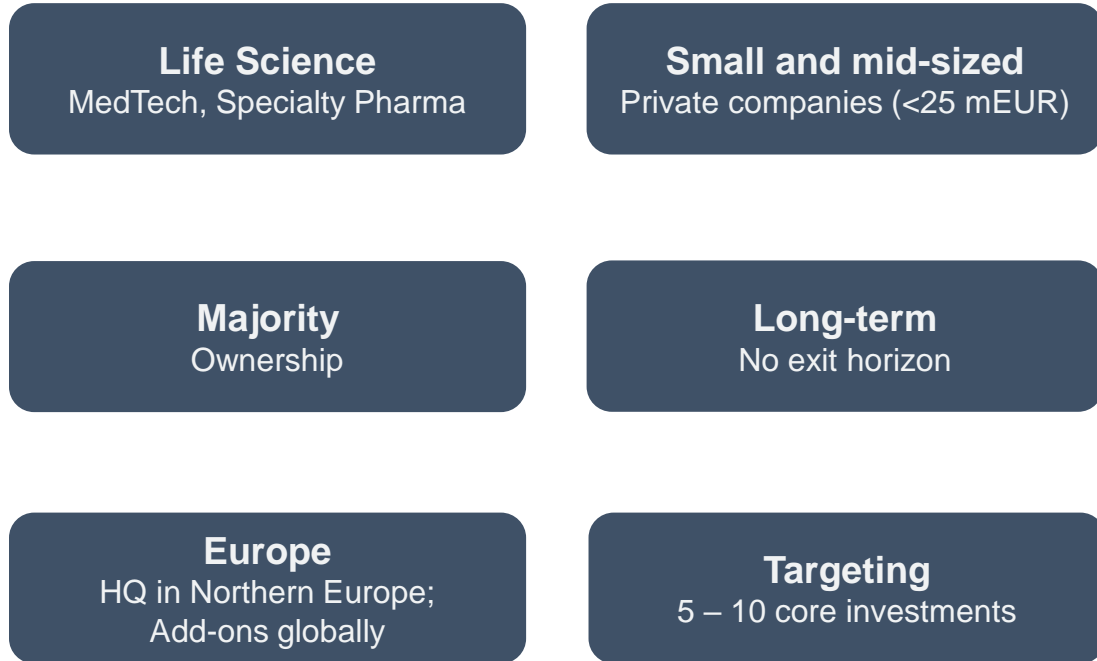 Life Science
MedTech, Specialty Pharma
Small and mid-sized
Private companies (<25 mEUR)
Majority
Ownership
Long-term
No exit horizon
Europe
HQ in Northern Europe;
Add-ons globally
Targeting
5 – 10 core investments